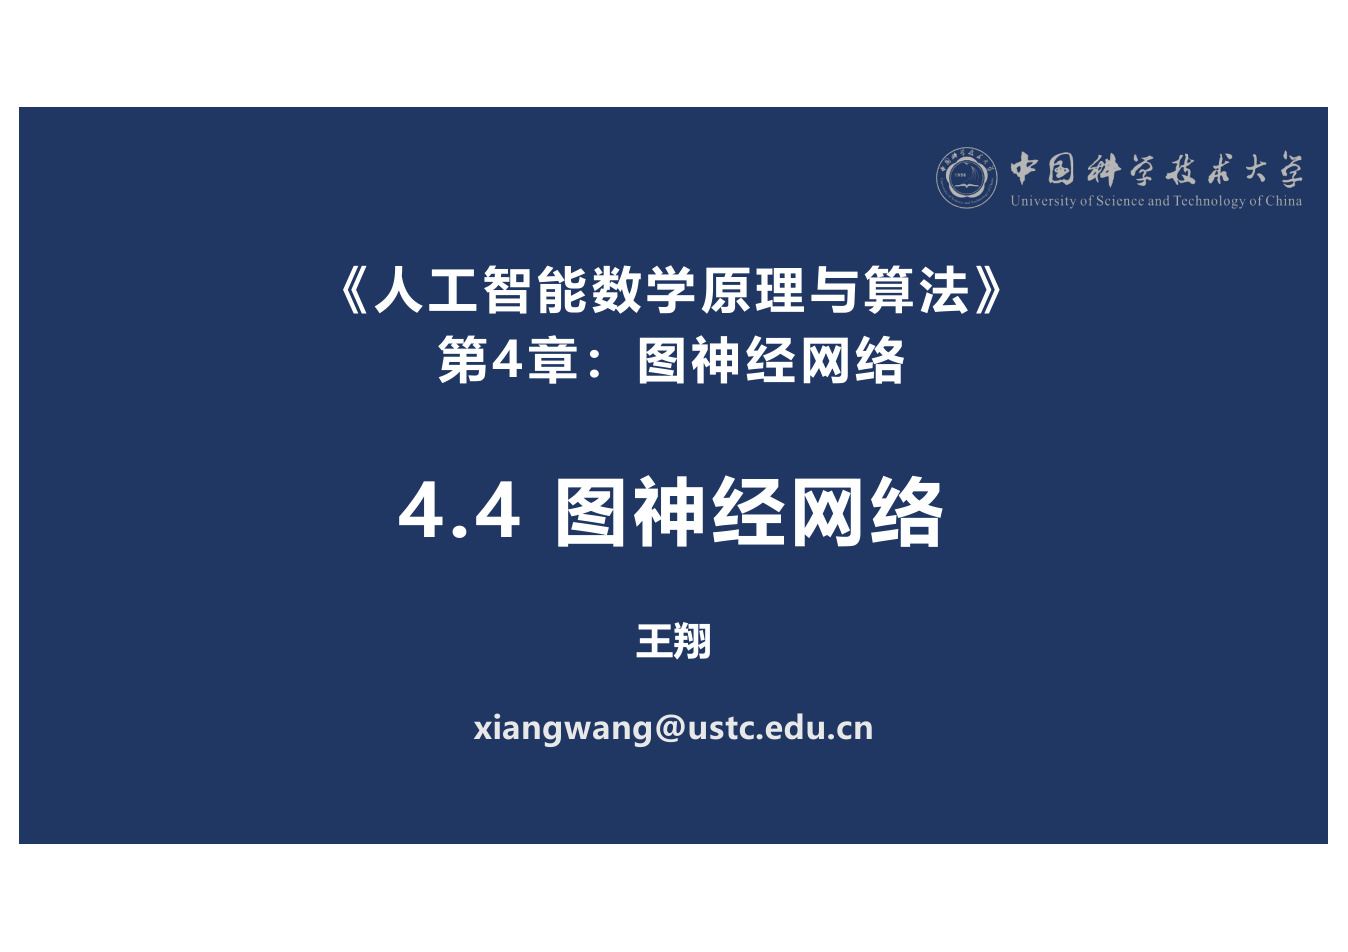 中国科学技术大学
University of Science and Technology of China
《人工智能数学原理与算法》
第4章：图神经网络
4.4 图神经网络
王翔
xiangwang@ustc.edu.cn